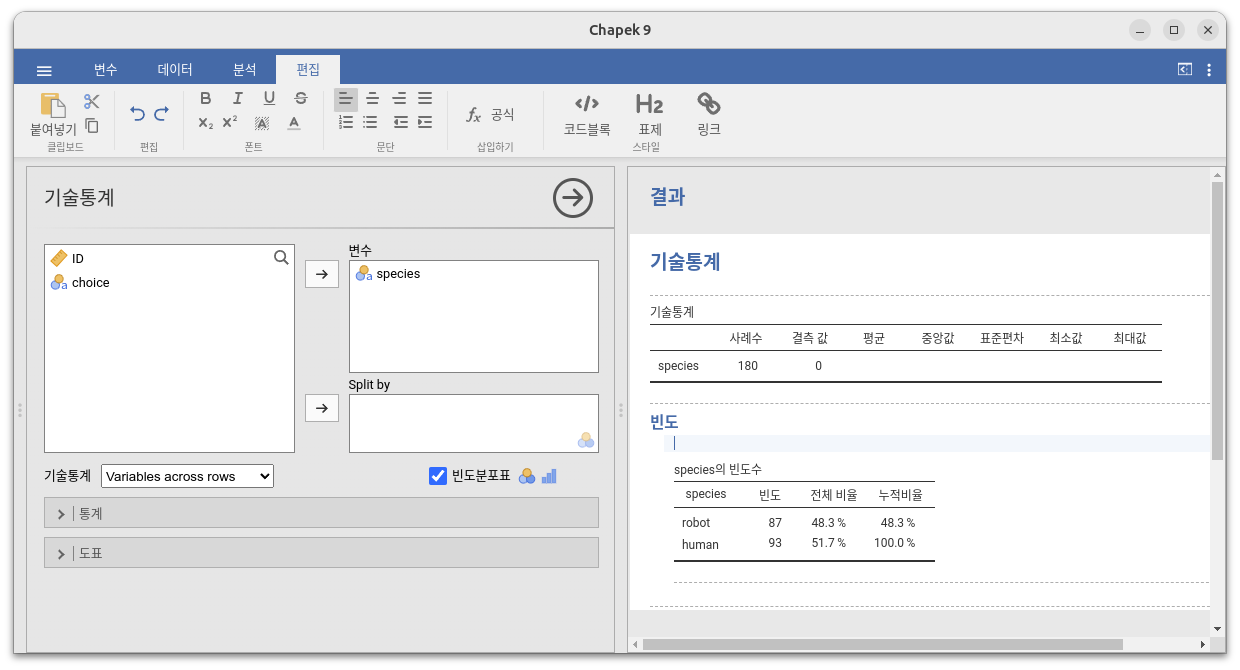 Chapek 9
변수 데이터 분석 편집
붙여넣기
클립보드
편집
B I U S
X₂ X² A A
폰트
문단
fx 공식
삽입하기
코드블록
H2
표제
링크
스타일
기술통계
ID
choice
변수
species
Split by
기술통계 Variables across rows
빈도분포표
통계
도표
결과
기술통계
기술통계
사례수 결측 값 평균 중앙값 표준편차 최소값 최대값
species 180 0
빈도
species의 빈도수
species 빈도 전체 비율 누적비율
robot 87 48.3 % 48.3 %
human 93 51.7 % 100.0 %